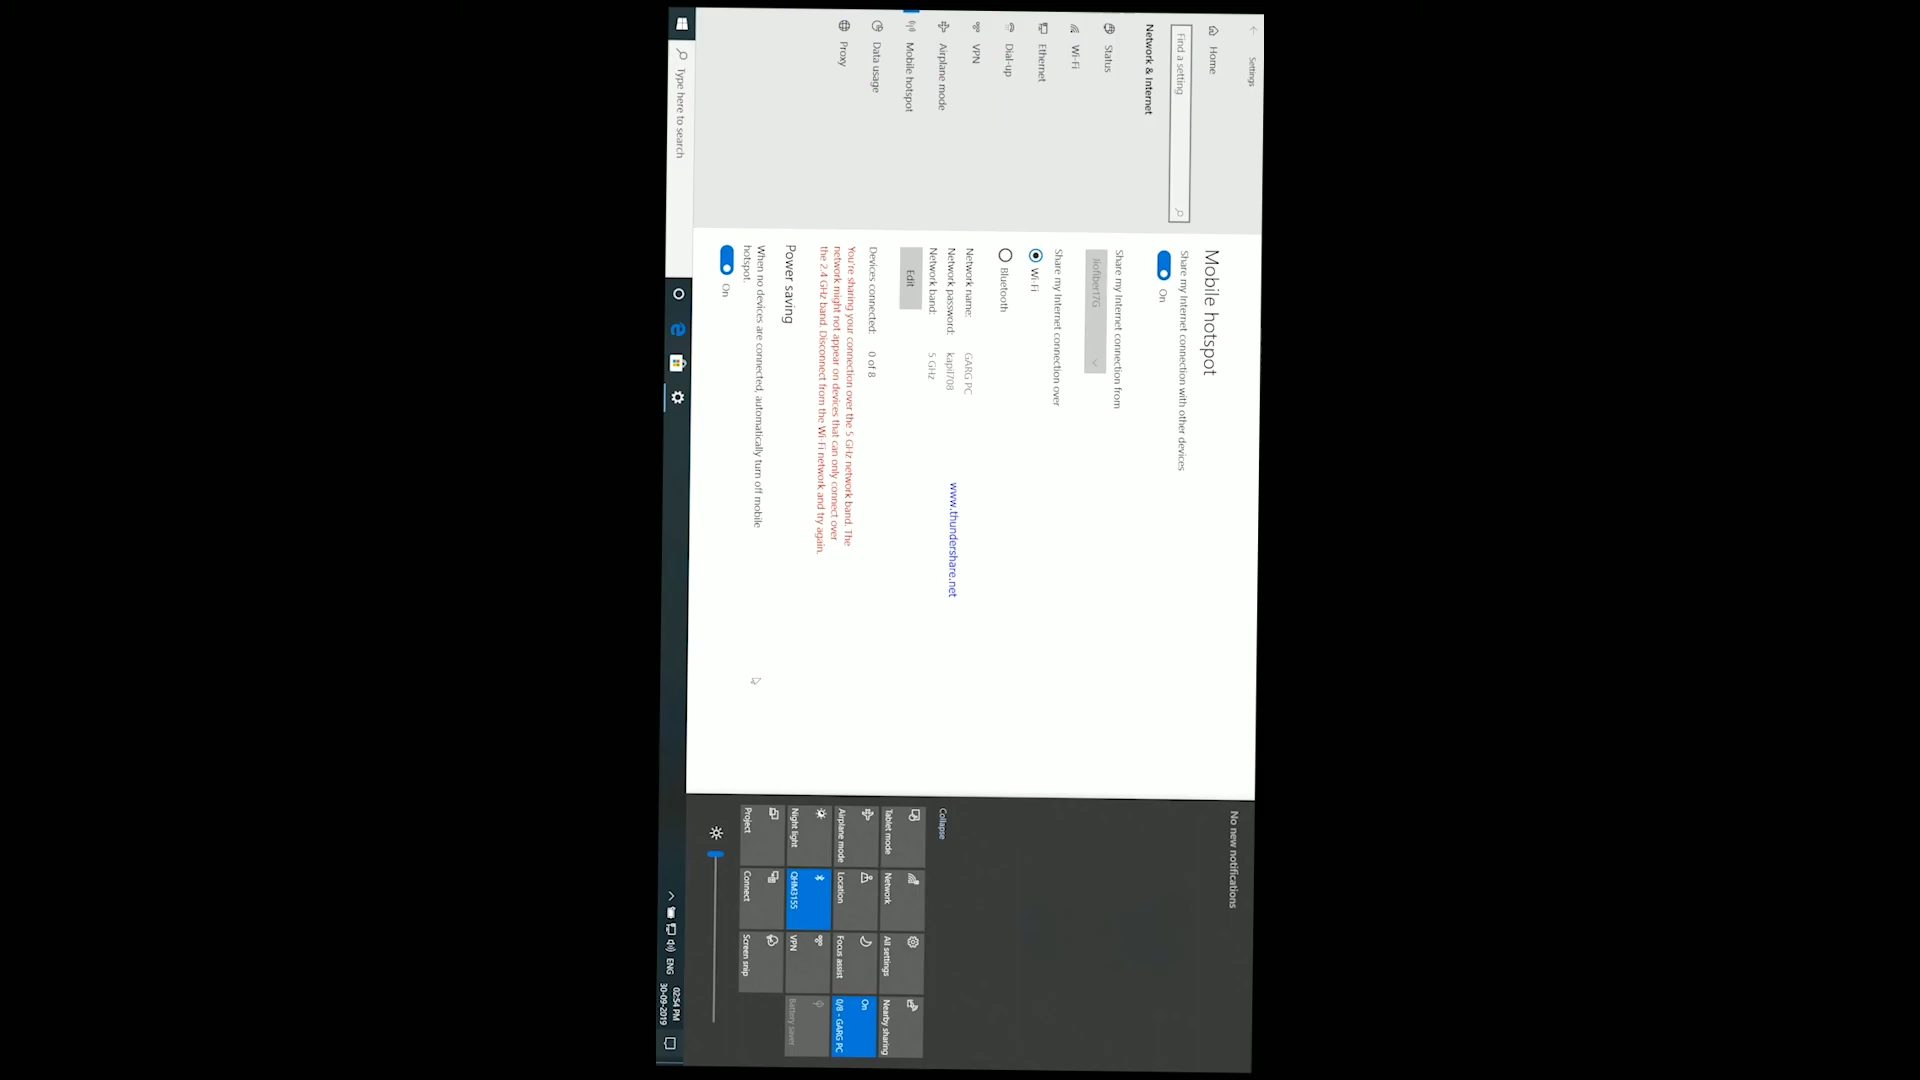 Settings
Home
Find a setting
Network & Internet
Status
Wi-Fi
Ethernet
Dial-up
VPN
Airplane mode
Mobile hotspot
Data usage
Proxy
Mobile hotspot
Share my Internet connection with other devices
On
Share my Internet connection from
Jiofiber17G
Share my Internet connection over
Wi-Fi
Bluetooth
Network name: GARG PC
Network password: kapil708
Network band: 5 GHz
Edit
www.thundershare.net
Devices connected: 0 of 8
You're sharing your connection over the 5 GHz network band. The
network might not appear on devices that can only connect over
the 2.4 GHz band. Disconnect from the Wi-Fi network and try again.
Power saving
When no devices are connected, automatically turn off mobile
hotspot.
On
No new notifications
Collapse
Tablet mode
Network
All settings
Nearby sharing
Airplane mode
Location
Focus assist
On
0/8 - GARG PC
Night light
QHM3155
VPN
Battery saver
Project
Connect
Screen snip
Type here to search
ENG
02:54 PM
30-09-2019